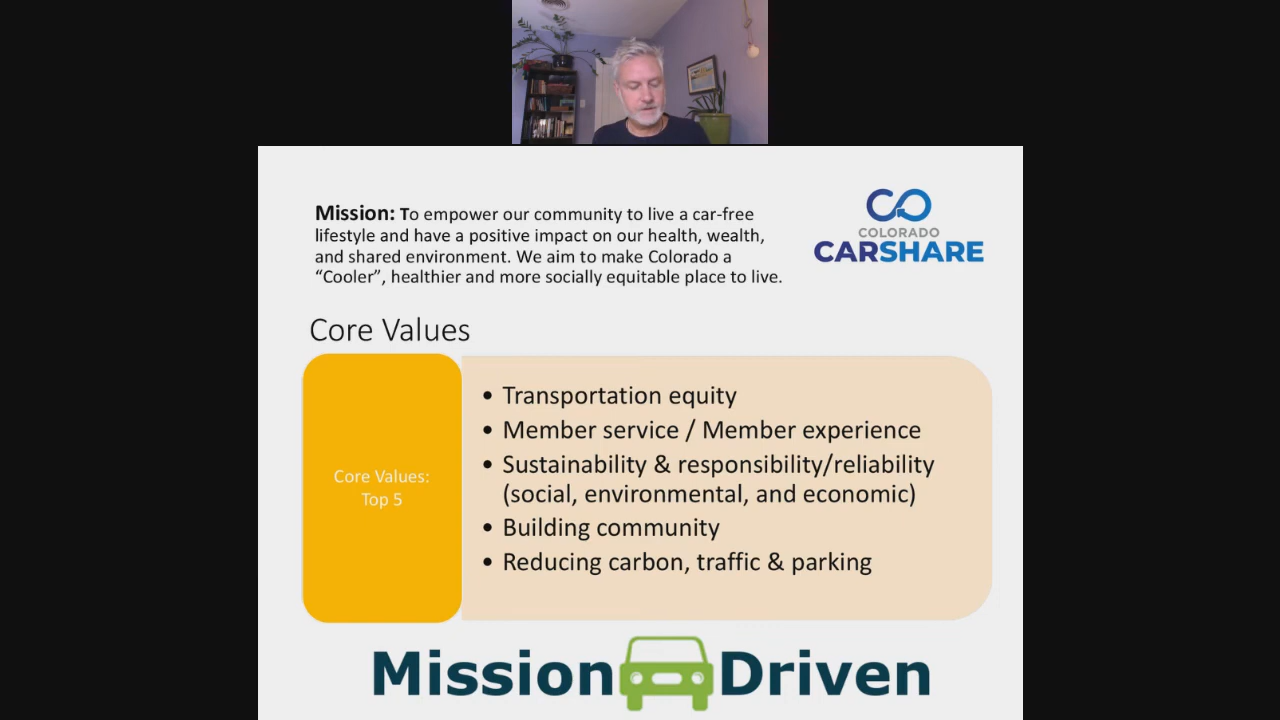 Mission: To empower our community to live a car-free
lifestyle and have a positive impact on our health, wealth,
and shared environment. We aim to make Colorado a
“Cooler”, healthier and more socially equitable place to live.
CO
COLORADO
CARSHARE
Core Values
Core Values:
Top 5
• Transportation equity
• Member service / Member experience
• Sustainability & responsibility/reliability
(social, environmental, and economic)
• Building community
• Reducing carbon, traffic & parking
Mission Driven